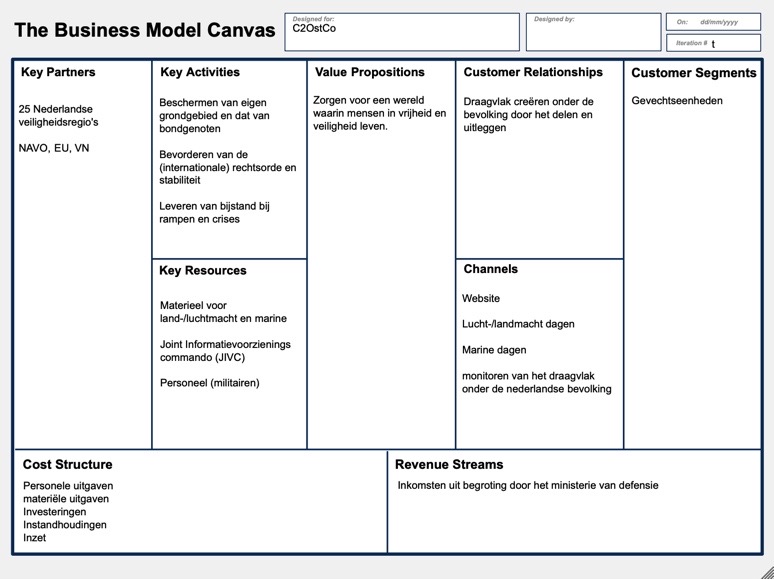 The Business Model Canvas
Designed for:
C2OstCo
Designed by:
On: dd/mm/yyyy
Iteration # t
Key Partners
25 Nederlandse
veiligheidsregio's
NAVO, EU, VN
Key Activities
Beschermen van eigen
grondgebied en dat van
bondgenoten
Bevorderen van de
(internationale) rechtsorde en
stabiliteit
Leveren van bijstand bij
rampen en crises
Key Resources
Materieel voor
land-/luchtmacht en marine
Joint Informatievoorzienings
commando (JIVC)
Personeel (militairen)
Value Propositions
Zorgen voor een wereld
waarin mensen in vrijheid en
veiligheid leven.
Customer Relationships
Draagvlak creëren onder de
bevolking door het delen en
uitleggen
Channels
Website
Lucht-/landmacht dagen
Marine dagen
monitoren van het draagvlak
onder de nederlandse bevolking
Customer Segments
Gevechtseenheden
Cost Structure
Personele uitgaven
materiële uitgaven
Investeringen
Instandhoudingen
Inzet
Revenue Streams
Inkomsten uit begroting door het ministerie van defensie